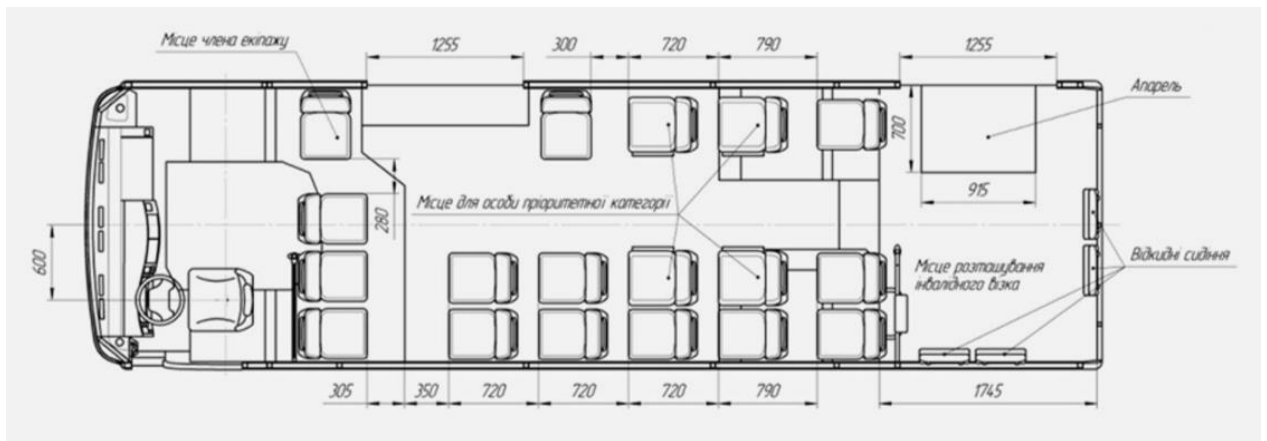 Місце члена екіпажу
1255
300
720
790
1255
Апарель
700
915
Місце для особи пріоритетної категорії
280
600
Місце розташування
інвалідного візка
Відкидні сидіння
305
350
720
720
720
790
1745